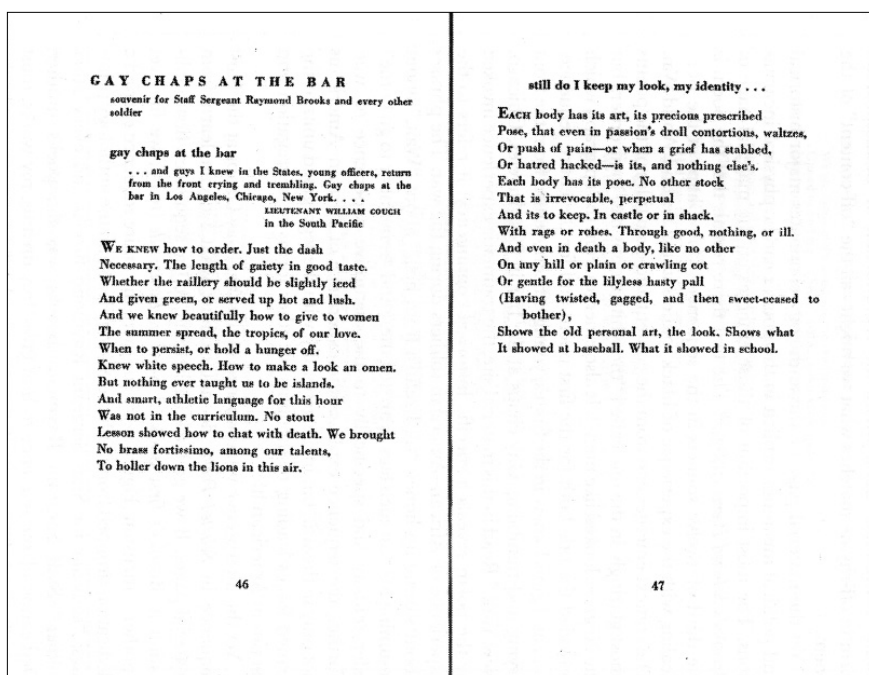 GAY CHAPS AT THE BAR
souvenir for Staff Sergeant Raymond Brooks and every other
soldier
gay chaps at the bar
. . . and guys I knew in the States, young officers, return
from the front crying and trembling. Gay chaps at the
bar in Los Angeles, Chicago, New York. . . .
LIEUTENANT WILLIAM COUCH
in the South Pacific
WE KNEW how to order. Just the dash
Necessary. The length of gaiety in good taste.
Whether the raillery should be slightly iced
And given green, or served up hot and lush.
And we knew beautifully how to give to women
The summer spread, the tropics, of our love.
When to persist, or hold a hunger off.
Knew white speech. How to make a look an omen.
But nothing ever taught us to be islands.
And smart, athletic language for this hour
Was not in the curriculum. No stout
Lesson showed how to chat with death. We brought
No brass fortissimo, among our talents,
To holler down the lions in this air.
46
still do I keep my look, my identity . . .
EACH body has its art, its precious prescribed
Pose, that even in passion's droll contortions, waltzes,
Or push of pain—or when a grief has stabbed,
Or hatred hacked—is its, and nothing else's.
Each body has its pose. No other stock
That is irrevocable, perpetual
And its to keep. In castle or in shack.
With rags or robes. Through good, nothing, or ill.
And even in death a body, like no other
On any hill or plain or crawling cot
Or gentle for the lilyless hasty pall
(Having twisted, gagged, and then sweet-ceased to
bother),
Shows the old personal art, the look. Shows what
It showed at baseball. What it showed in school.
47